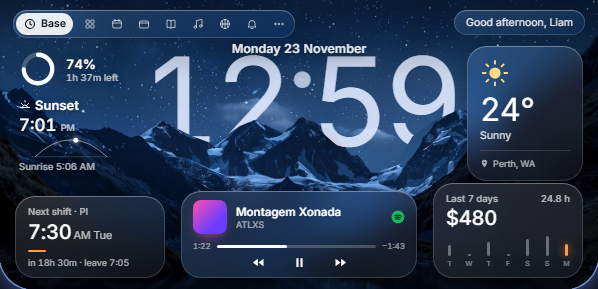 Base
Good afternoon, Liam
Monday 23 November
12:59
74%
1h 37m left
Sunset
7:01 PM
Sunrise 5:06 AM
24°
Sunny
Perth, WA
Next shift · PI
7:30 AM Tue
in 18h 30m · leave 7:05
Montagem Xonada
ATLXS
1:22
−1:43
Last 7 days
24.8 h
$480
T W T F S S M